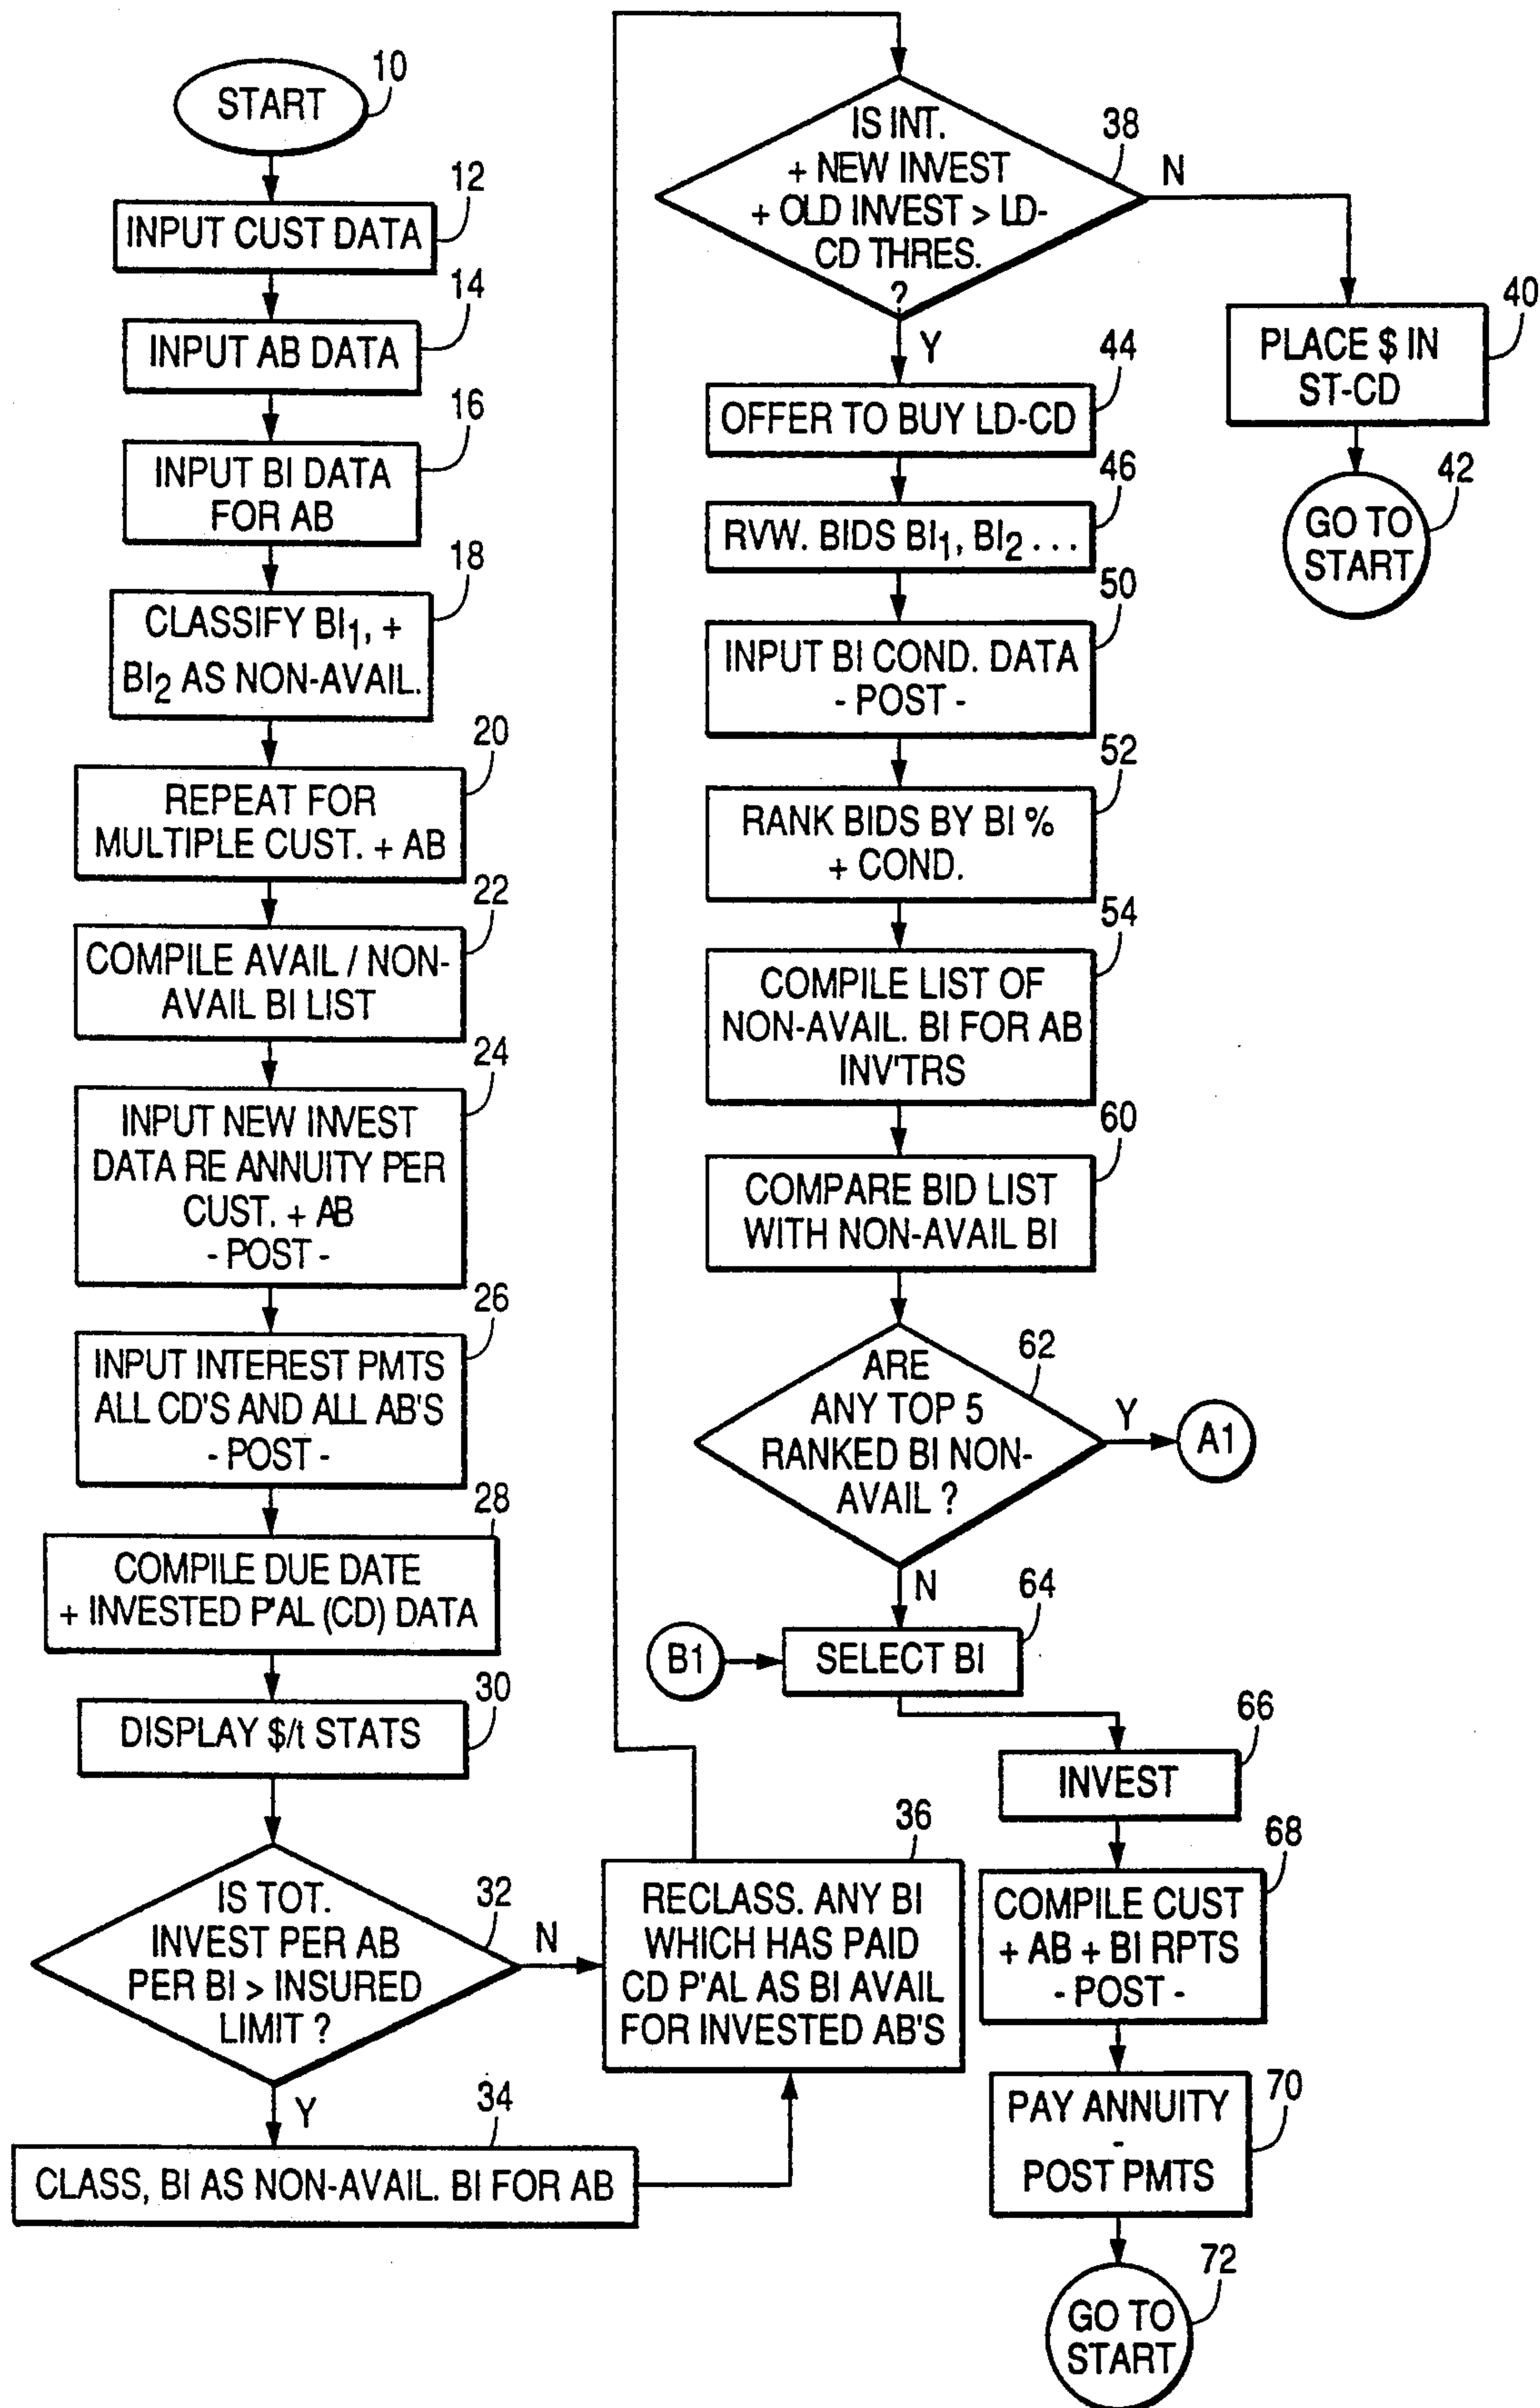 10
START
12
INPUT CUST DATA
14
INPUT AB DATA
16
INPUT BI DATA
FOR AB
18
CLASSIFY BI1, +
BI2 AS NON-AVAIL.
20
REPEAT FOR
MULTIPLE CUST. + AB
22
COMPILE AVAIL / NON-
AVAIL BI LIST
24
INPUT NEW INVEST
DATA RE ANNUITY PER
CUST. + AB
- POST -
26
INPUT INTEREST PMTS
ALL CD'S AND ALL AB'S
- POST -
28
COMPILE DUE DATE
+ INVESTED P'AL (CD) DATA
30
DISPLAY $/t STATS
32
IS TOT.
INVEST PER AB
PER BI > INSURED
LIMIT ?
N
Y
34
CLASS, BI AS NON-AVAIL. BI FOR AB
36
RECLASS. ANY BI
WHICH HAS PAID
CD P'AL AS BI AVAIL
FOR INVESTED AB'S
38
IS INT.
+ NEW INVEST
+ OLD INVEST > LD-
CD THRES.
?
N
Y
40
PLACE $ IN
ST-CD
42
GO TO
START
44
OFFER TO BUY LD-CD
46
RVW. BIDS BI1, BI2 . . .
50
INPUT BI COND. DATA
- POST -
52
RANK BIDS BY BI %
+ COND.
54
COMPILE LIST OF
NON-AVAIL. BI FOR AB
INV'TRS
60
COMPARE BID LIST
WITH NON-AVAIL BI
62
ARE
ANY TOP 5
RANKED BI NON-
AVAIL ?
Y
A1
N
64
B1
SELECT BI
66
INVEST
68
COMPILE CUST
+ AB + BI RPTS
- POST -
70
PAY ANNUITY
-
POST PMTS
72
GO TO
START